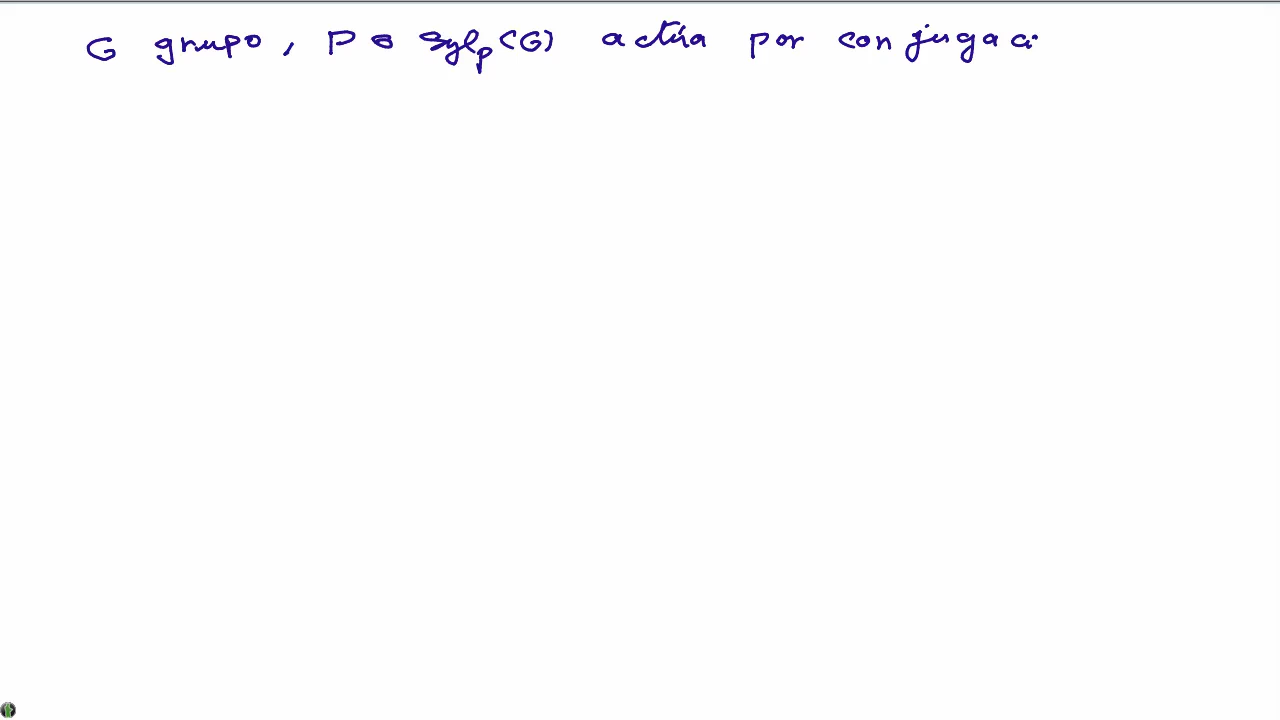 G grupo, P ∈ Syl_p(G) actúa por conjugaci